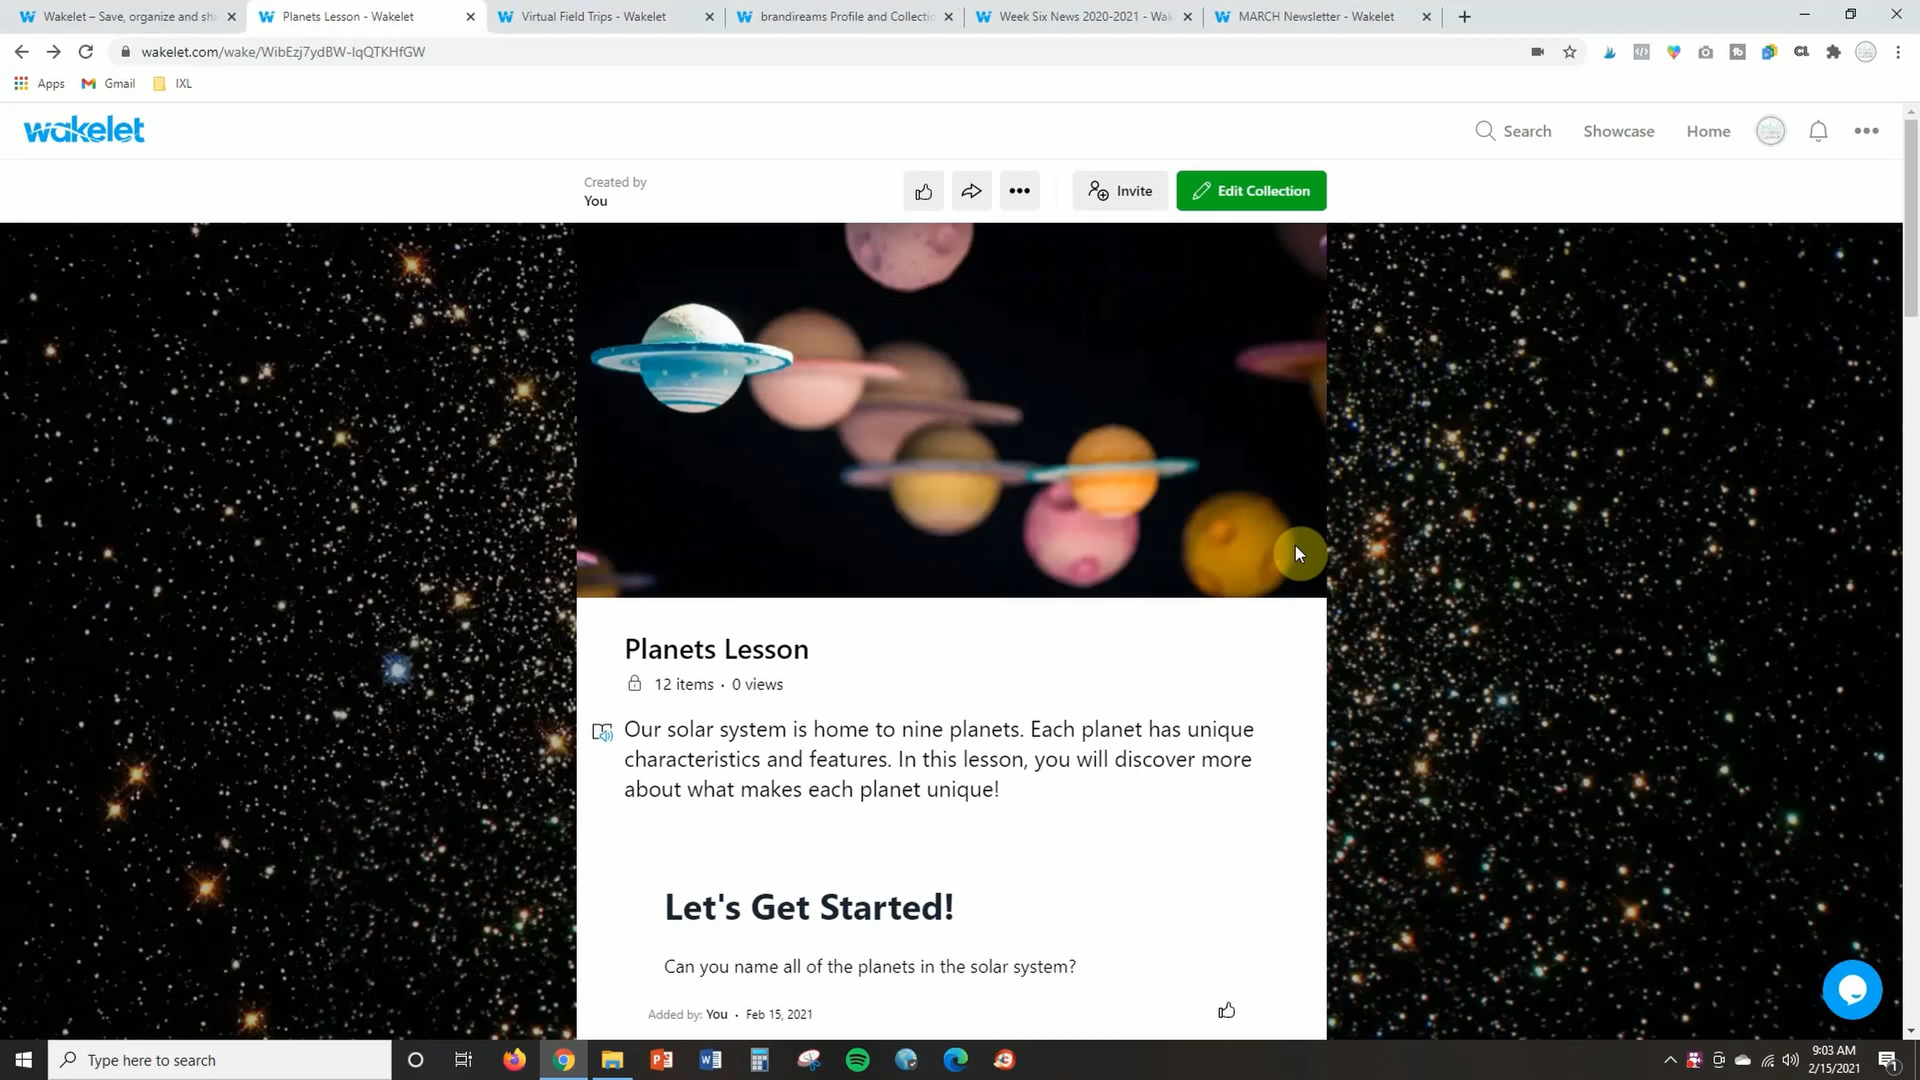 Wakelet – Save, organize and sha
Planets Lesson - Wakelet
Virtual Field Trips - Wakelet
brandireams Profile and Collectio
Week Six News 2020-2021 - Wak
MARCH Newsletter - Wakelet
wakelet.com/wake/WibEzj7ydBW-IqQTKHfGW
Apps
Gmail
IXL
wakelet
Search
Showcase
Home
Created by
You
Invite
Edit Collection
Planets Lesson
12 items · 0 views
Our solar system is home to nine planets. Each planet has unique
characteristics and features. In this lesson, you will discover more
about what makes each planet unique!
Let's Get Started!
Can you name all of the planets in the solar system?
Added by: You · Feb 15, 2021
Type here to search
9:03 AM
2/15/2021